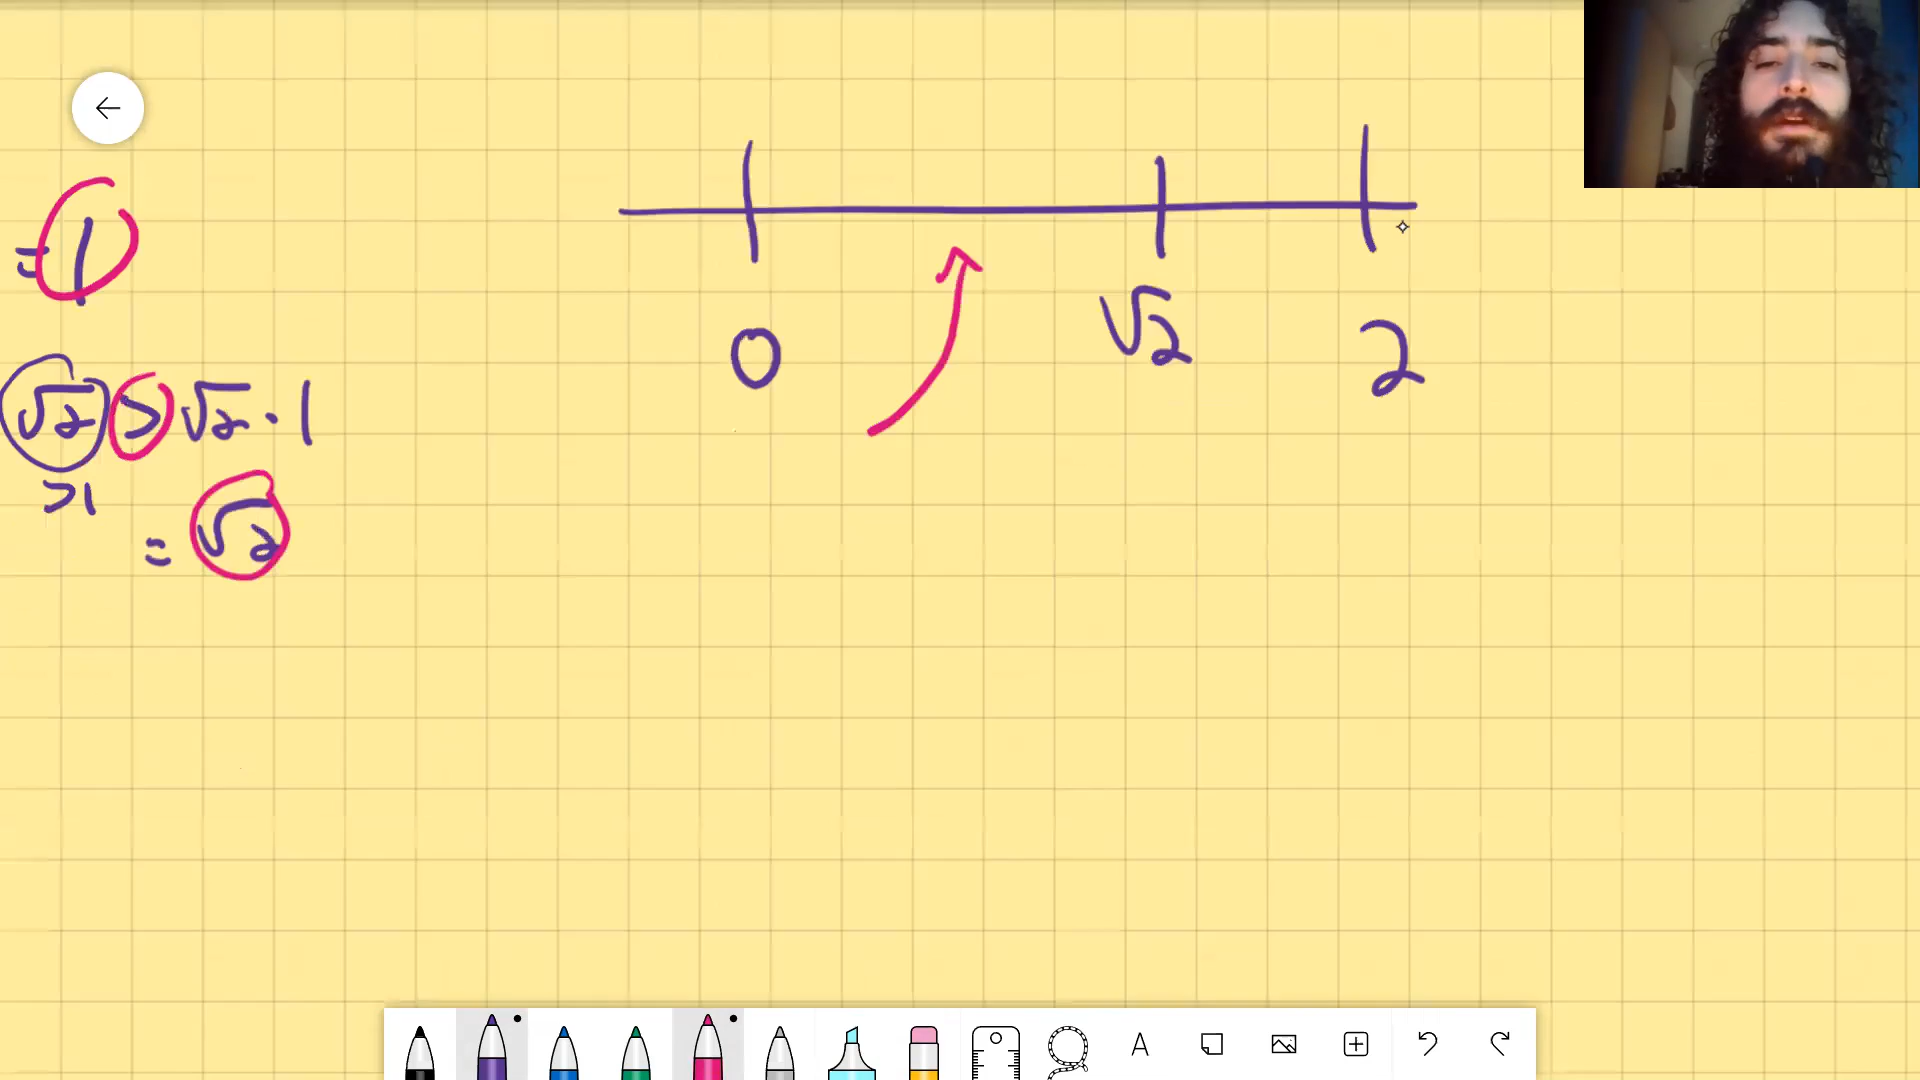 = 1
√2 > √2 · 1
> 1
= √2
0 √2 2
A